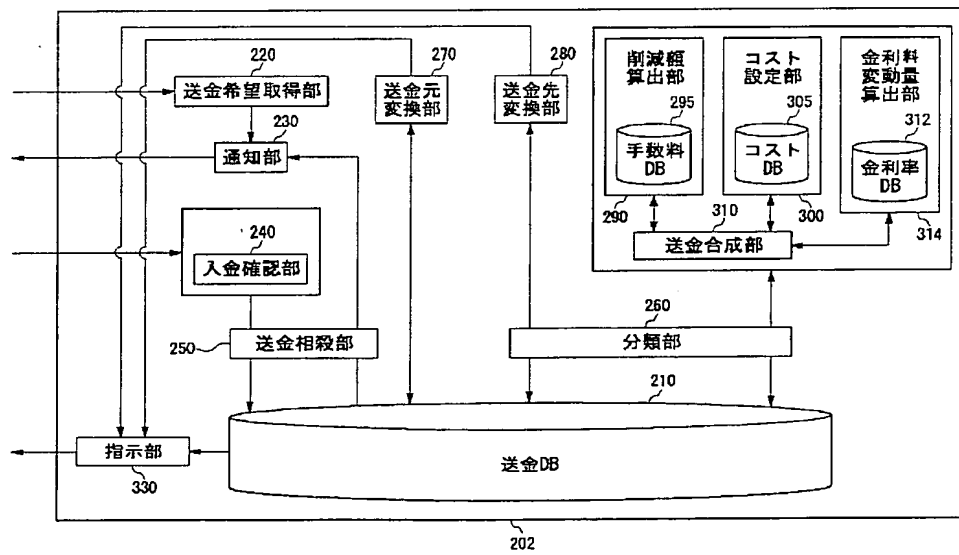 220
送金希望取得部
230
通知部
240
入金確認部
250
送金相殺部
270
送金元
変換部
280
送金先
変換部
削減額
算出部
295
手数料
DB
290
コスト
設定部
305
コスト
DB
300
金利料
変動量
算出部
312
金利率
DB
314
310
送金合成部
260
分類部
210
送金DB
指示部
330
202